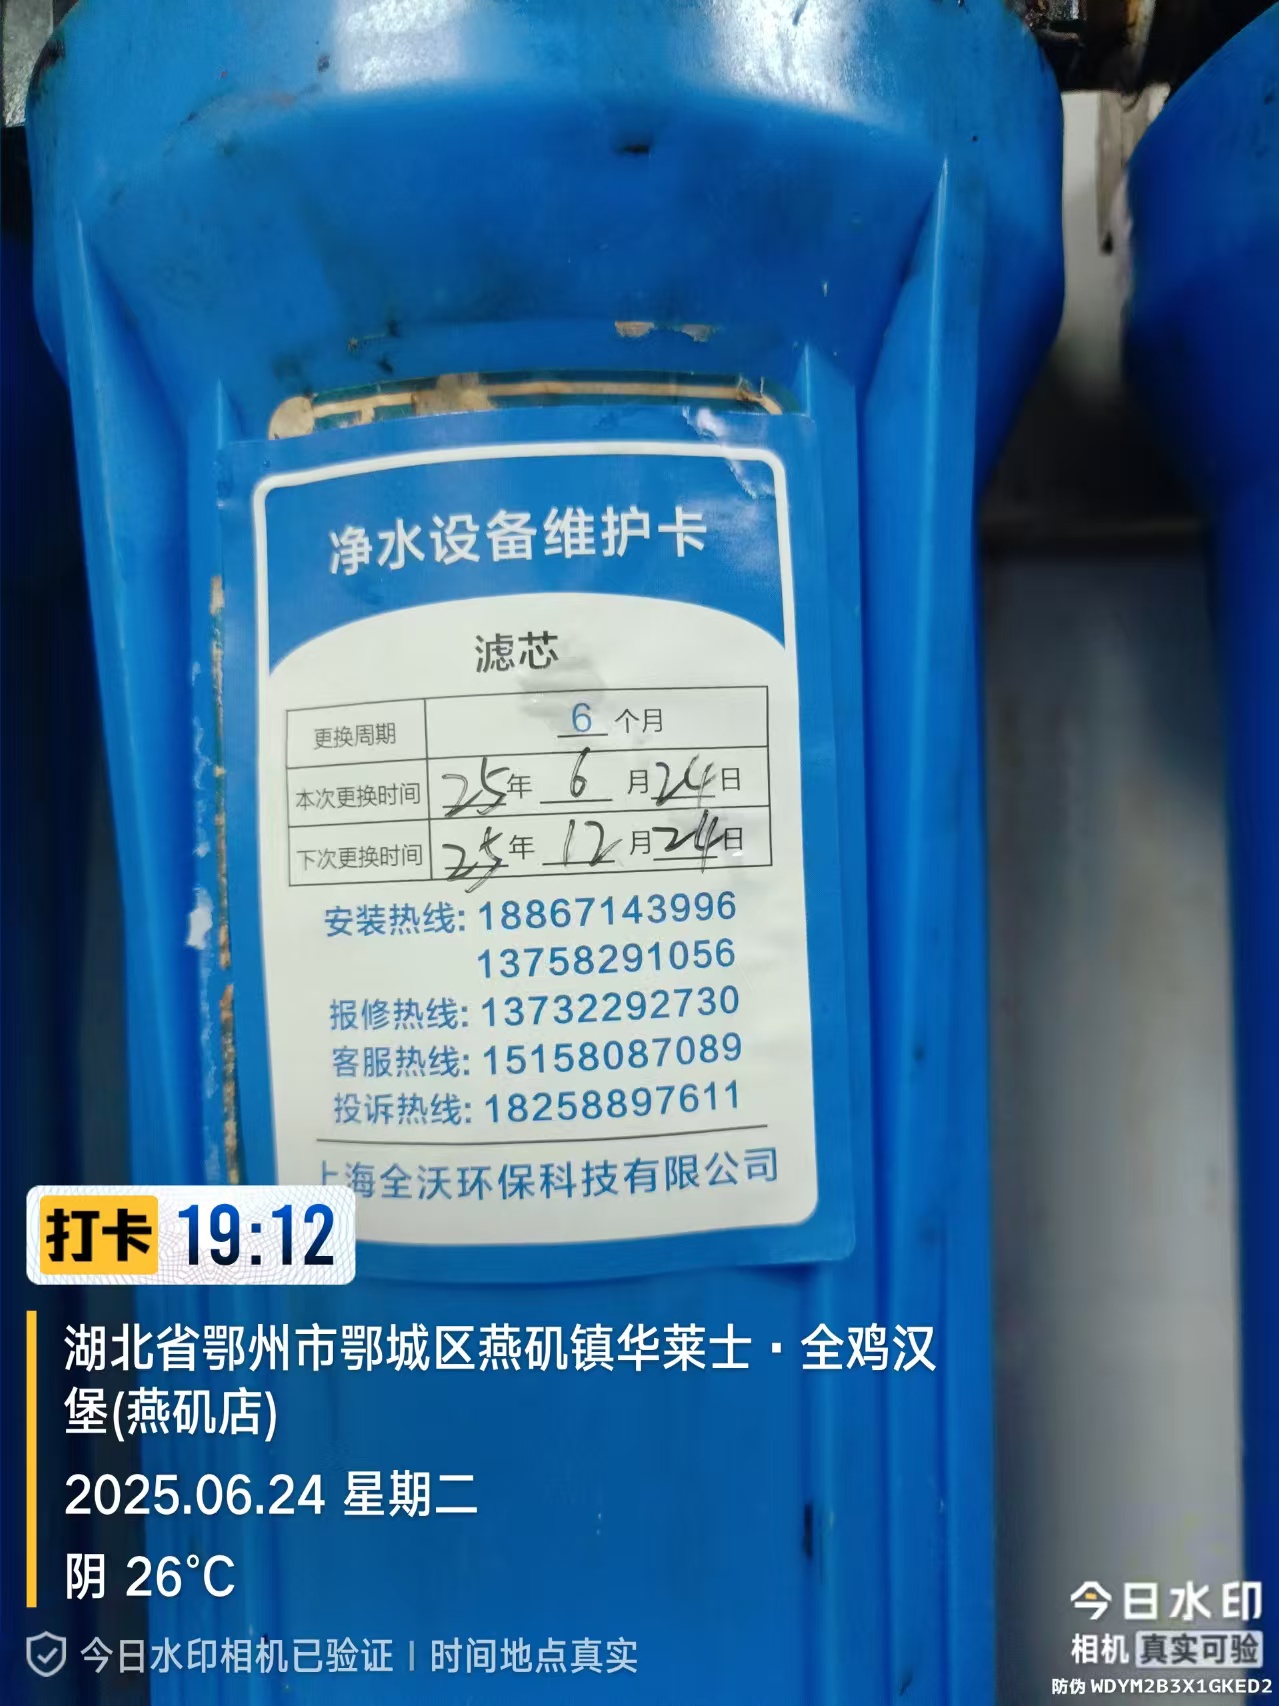 净水设备维护卡
滤芯
更换周期 6 个月
本次更换时间 25年 6 月24日
下次更换时间 25年 12 月24日
安装热线: 18867143996
13758291056
报修热线: 13732292730
客服热线: 15158087089
投诉热线: 18258897611
上海全沃环保科技有限公司
打卡 19:12
湖北省鄂州市鄂城区燕矶镇华莱士·全鸡汉
堡(燕矶店)
2025.06.24 星期二
阴 26°C
今日水印相机已验证 | 时间地点真实
今日水印
相机 真实可验
防伪 WDYM2B3X1GKED2